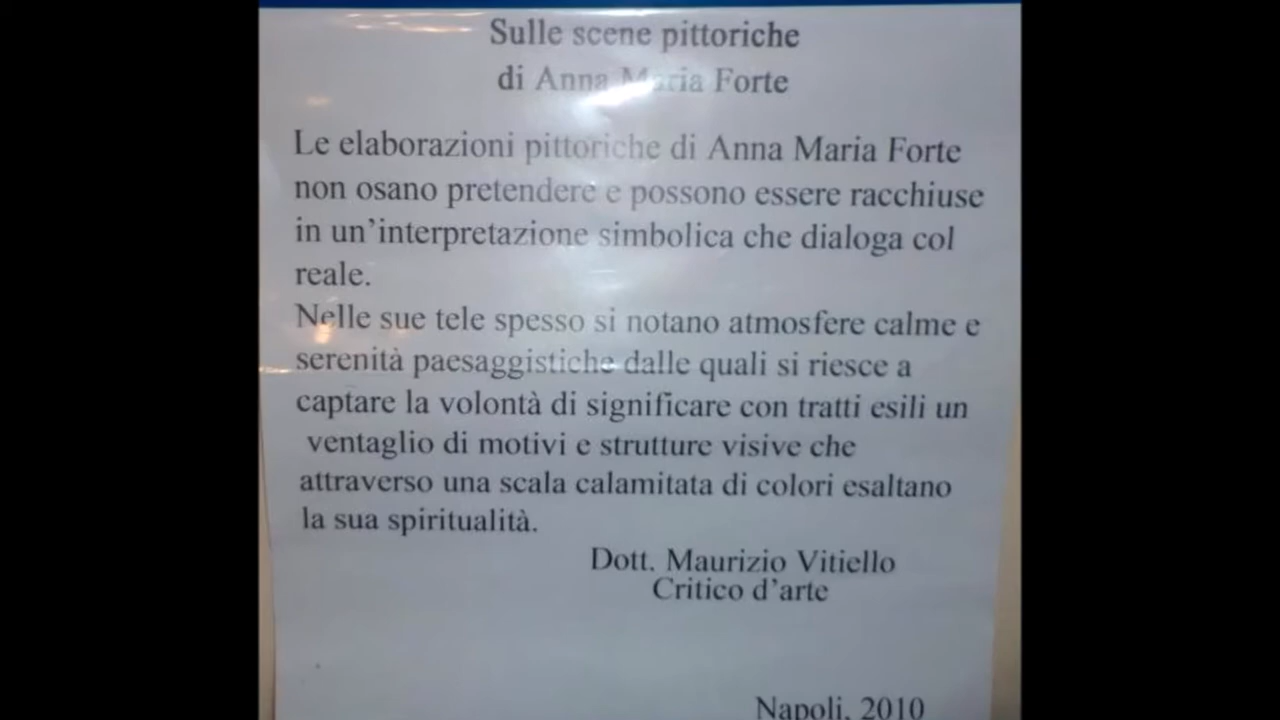 Sulle scene pittoriche
di Anna Maria Forte
Le elaborazioni pittoriche di Anna Maria Forte
non osano pretendere e possono essere racchiuse
in un'interpretazione simbolica che dialoga col
reale.
Nelle sue tele spesso si notano atmosfere calme e
serenità paesaggistiche dalle quali si riesce a
captare la volontà di significare con tratti esili un
ventaglio di motivi e strutture visive che
attraverso una scala calamitata di colori esaltano
la sua spiritualità.
Dott. Maurizio Vitiello
Critico d'arte
Napoli, 2010